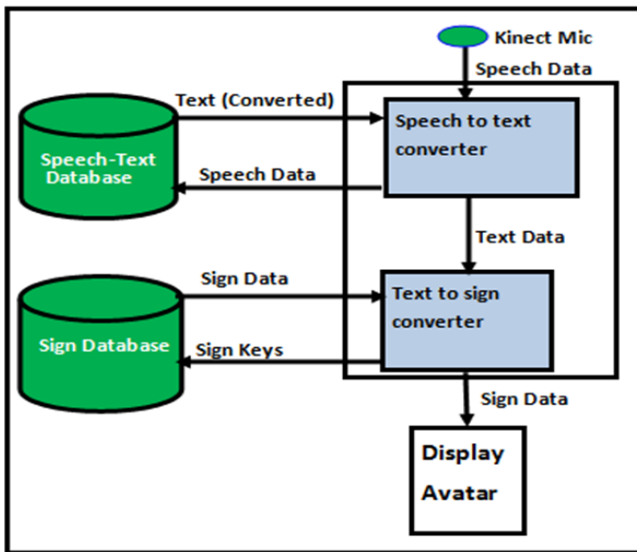 Kinect Mic
Speech Data
Text (Converted)
Speech to text
converter
Speech-Text
Database
Speech Data
Text Data
Sign Data
Text to sign
converter
Sign Database
Sign Keys
Sign Data
Display
Avatar